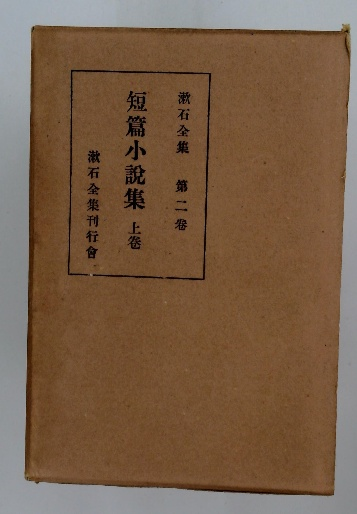 漱石全集 第二卷
短篇小說集 上卷
漱石全集刊行會